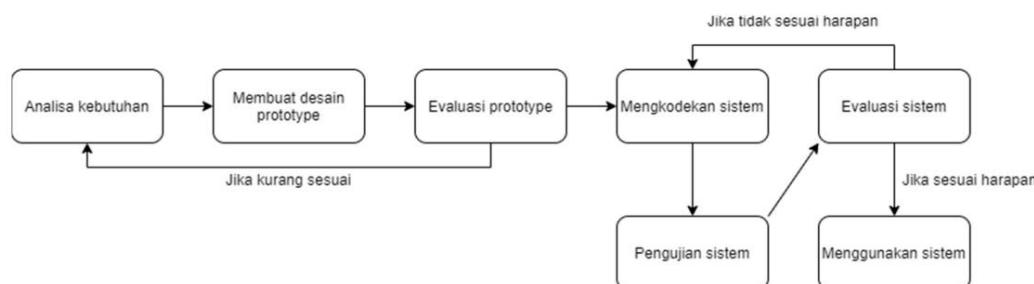 Jika tidak sesuai harapan
Analisa kebutuhan
Membuat desain
prototype
Evaluasi prototype
Mengkodekan sistem
Evaluasi sistem
Jika kurang sesuai
Jika sesuai harapan
Pengujian sistem
Menggunakan sistem